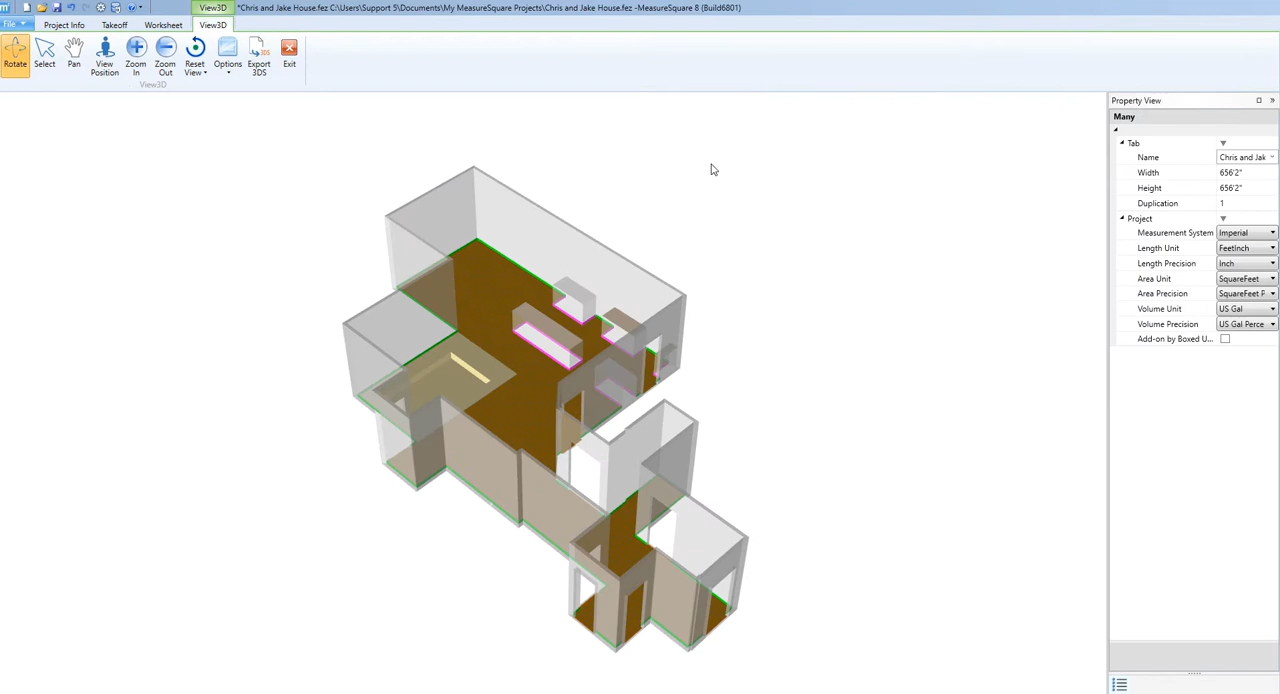 View3D *Chris and Jake House.fez C:\Users\Support 5\Documents\My MeasureSquare Projects\Chris and Jake House.fez -MeasureSquare 8 (Build6801)
File Project Info Takeoff Worksheet View3D
Rotate Select Pan View Position Zoom In Zoom Out Reset View Options Export 3DS Exit
View3D
Property View
Many
Tab
Name Chris and Jak
Width 656'2"
Height 656'2"
Duplication 1
Project
Measurement System Imperial
Length Unit FeetInch
Length Precision Inch
Area Unit SquareFeet
Area Precision SquareFeet P
Volume Unit US Gal
Volume Precision US Gal Perce
Add-on by Boxed U...